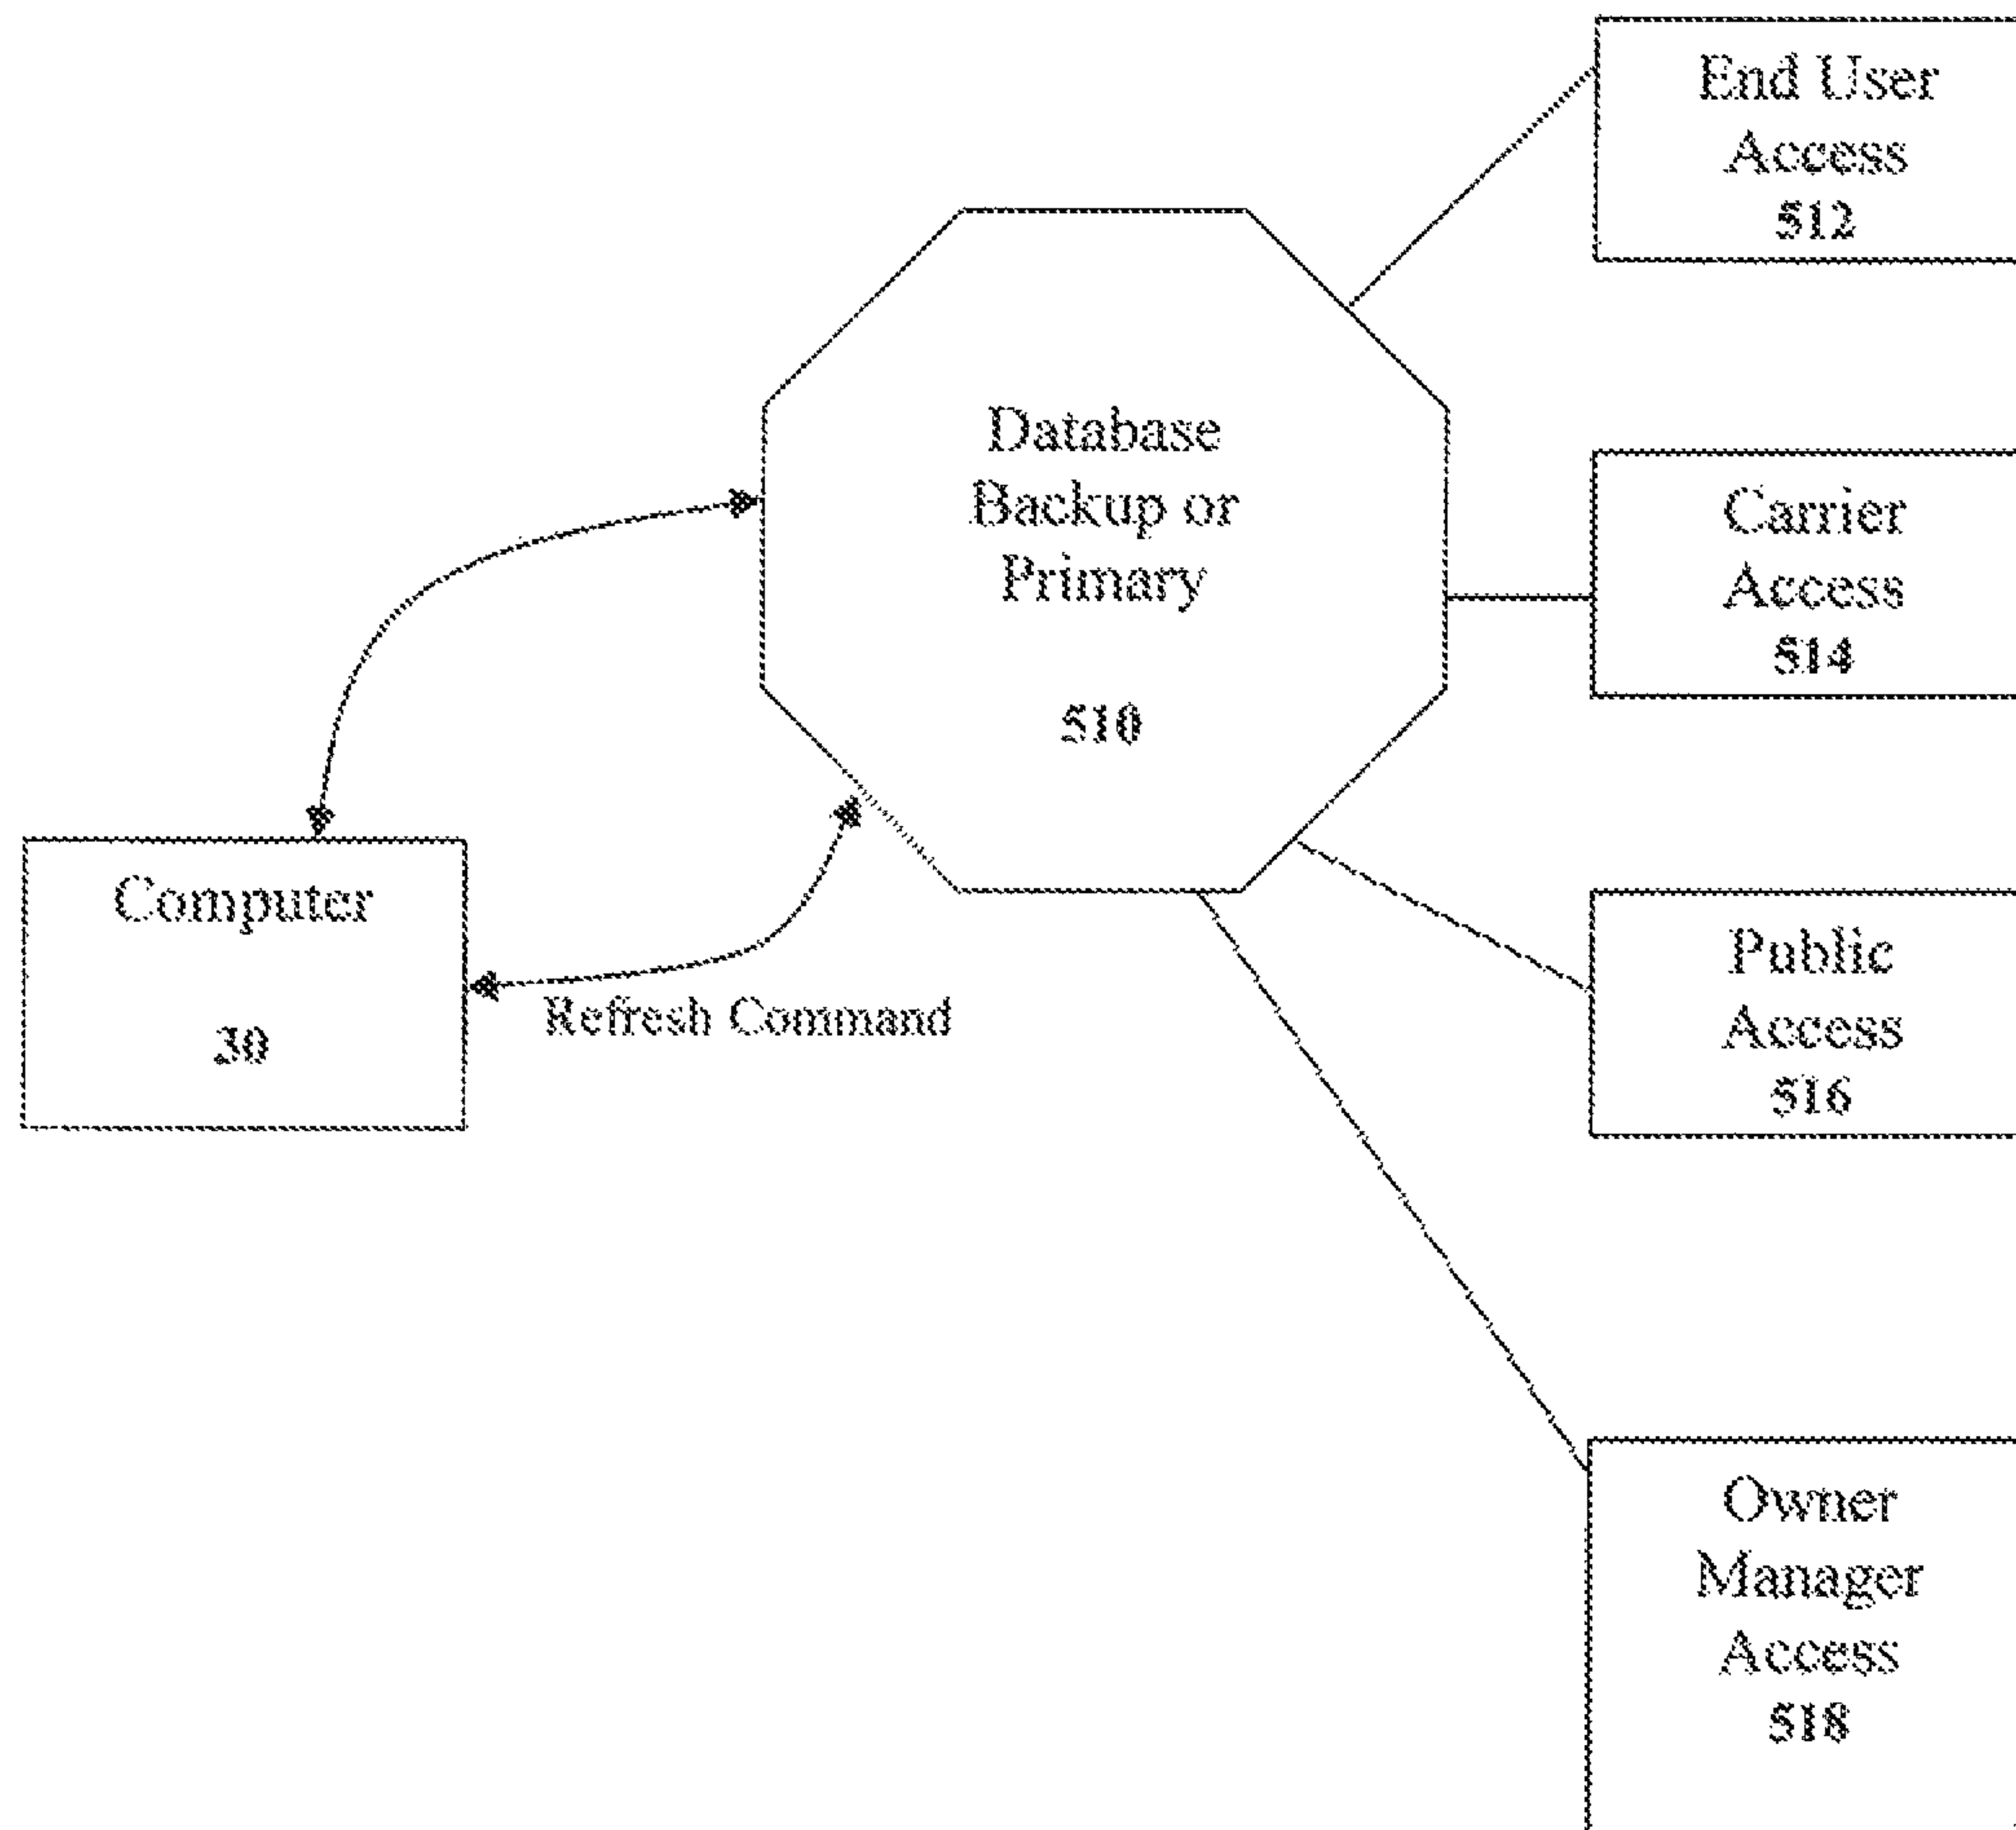 End User
Access
512
Database
Backup or
Primary
510
Carrier
Access
514
Computer
30
Refresh Command
Public
Access
516
Owner
Manager
Access
518